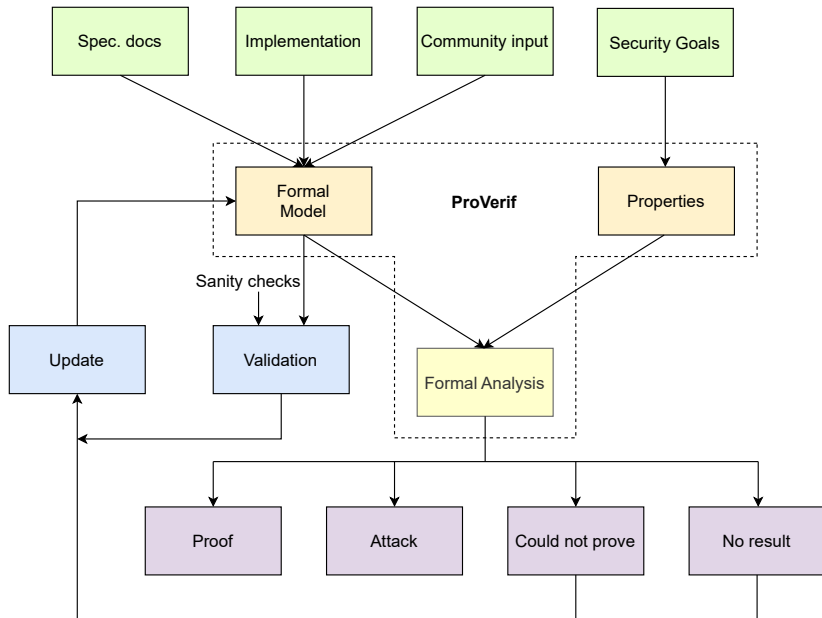 Spec. docs
Implementation
Community input
Security Goals
Formal
Model
ProVerif
Properties
Sanity checks
Update
Validation
Formal Analysis
Proof
Attack
Could not prove
No result